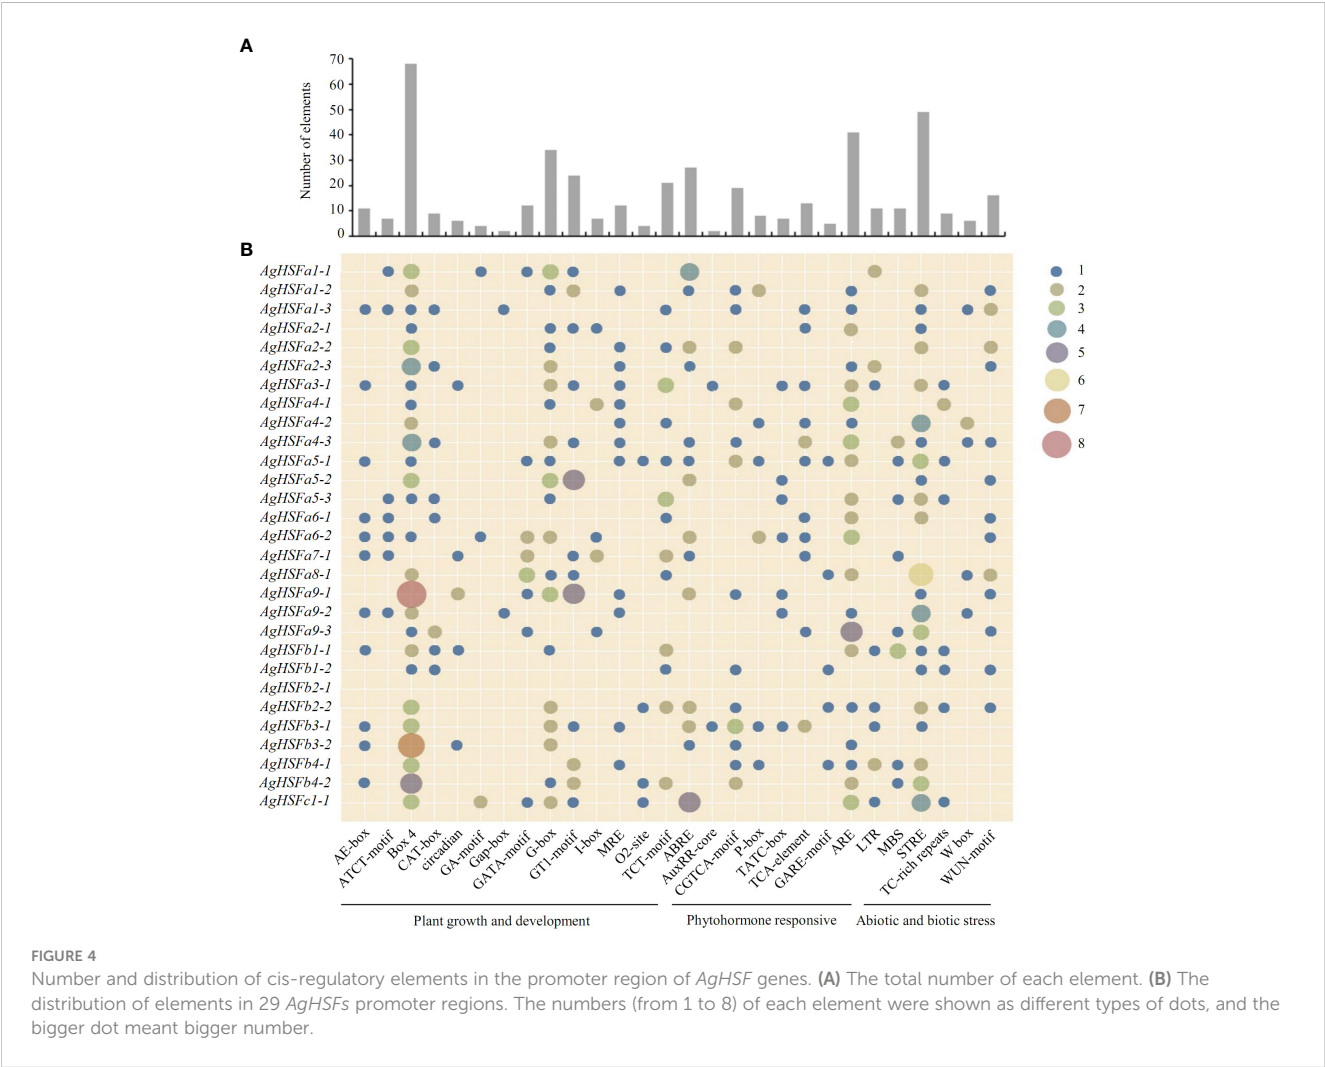 A
Number of elements
70
60
50
40
30
20
10
0
B
AgHSFa1-1
AgHSFa1-2
AgHSFa1-3
AgHSFa2-1
AgHSFa2-2
AgHSFa2-3
AgHSFa3-1
AgHSFa4-1
AgHSFa4-2
AgHSFa4-3
AgHSFa5-1
AgHSFa5-2
AgHSFa5-3
AgHSFa6-1
AgHSFa6-2
AgHSFa7-1
AgHSFa8-1
AgHSFa9-1
AgHSFa9-2
AgHSFa9-3
AgHSFb1-1
AgHSFb1-2
AgHSFb2-1
AgHSFb2-2
AgHSFb3-1
AgHSFb3-2
AgHSFb4-1
AgHSFb4-2
AgHSFc1-1
1
2
3
4
5
6
7
8
AE-box
ATCT-motif
Box 4
CAT-box
circadian
GA-motif
Gap-box
GATA-motif
G-box
GT1-motif
I-box
MRE
O2-site
TCT-motif
ABRE
AuxRR-core
CGTCA-motif
P-box
TATC-box
TCA-element
GARE-motif
ARE
LTR
MBS
STRE
TC-rich repeats
W box
WUN-motif
Plant growth and development
Phytohormone responsive
Abiotic and biotic stress
FIGURE 4
Number and distribution of cis-regulatory elements in the promoter region of AgHSF genes. (A) The total number of each element. (B) The
distribution of elements in 29 AgHSFs promoter regions. The numbers (from 1 to 8) of each element were shown as different types of dots, and the
bigger dot meant bigger number.